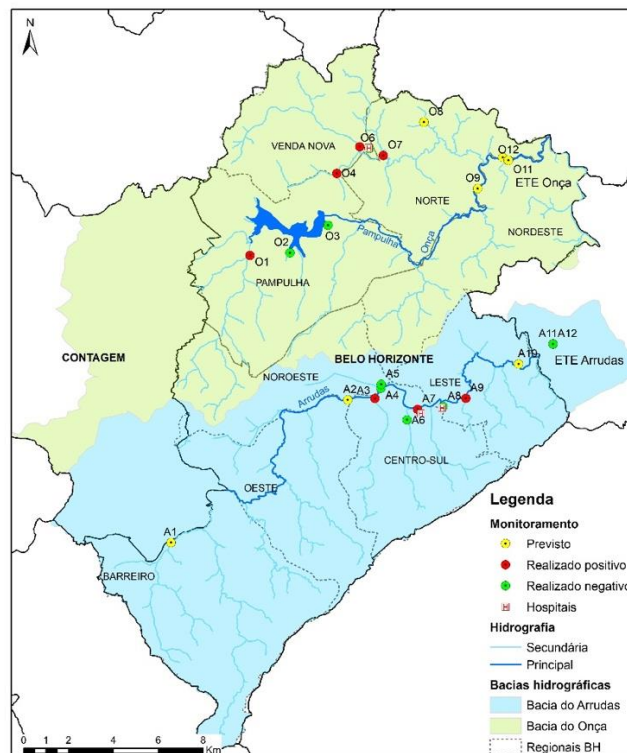 N
O8
O6
VENDA NOVA
O7
O12
O4
O11
ETE Onça
O9
NORTE
O3
Pampulha
Onça
NORDESTE
O2
O1
PAMPULHA
A11A12
CONTAGEM
BELO HORIZONTE
A10
ETE Arrudas
NOROESTE
A5
LESTE
Arrudas
A2A3
A4
A7
A8
A9
A6
CENTRO-SUL
OESTE
A1
BARREIRO
Legenda
Monitoramento
Previsto
Realizado positivo
Realizado negativo
H Hospitais
Hidrografia
Secundária
Principal
Bacias hidrográficas
Bacia do Arrudas
Bacia do Onça
Regionais BH
0 1 2 4 6 8
Km